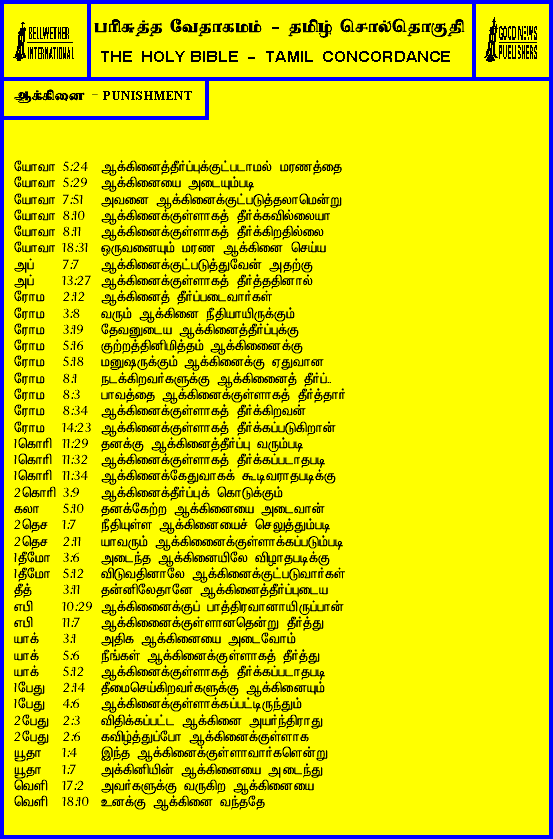 BELLWETHER
INTERNATIONAL
பரிசுத்த வேதாகமம் - தமிழ் சொல்தொகுதி
THE HOLY BIBLE - TAMIL CONCORDANCE
GOOD NEWS
PUBLISHERS
ஆக்கினை - PUNISHMENT
யோவா 5:24 ஆக்கினைத்தீர்ப்புக்குட்படாமல் மரணத்தை
யோவா 5:29 ஆக்கினையை அடையும்படி
யோவா 7:51 அவனை ஆக்கினைக்குட்படுத்தலாமென்று
யோவா 8:10 ஆக்கினைக்குள்ளாகத் தீர்க்கவில்லையா
யோவா 8:11 ஆக்கினைக்குள்ளாகத் தீர்க்கிறதில்லை
யோவா 18:31 ஒருவனையும் மரண ஆக்கினை செய்ய
அப் 7:7 ஆக்கினைக்குட்படுத்துவேன் அதற்கு
அப் 13:27 ஆக்கினைக்குள்ளாகத் தீர்த்ததினால்
ரோம 2:12 ஆக்கினைத் தீர்ப்படைவார்கள்
ரோம 3:8 வரும் ஆக்கினை நீதியாயிருக்கும்
ரோம 3:19 தேவனுடைய ஆக்கினைத்தீர்ப்புக்கு
ரோம 5:16 குற்றத்தினிமித்தம் ஆக்கினைைக்கு
ரோம 5:18 மனுஷருக்கும் ஆக்கினைக்கு ஏதுவான
ரோம 8:1 நடக்கிறவர்களுக்கு ஆக்கினைைத் தீர்ப்..
ரோம 8:3 பாவத்தை ஆக்கினைக்குள்ளாகத் தீர்த்தார்
ரோம 8:34 ஆக்கினைக்குள்ளாகத் தீர்க்கிறவன்
ரோம 14:23 ஆக்கினைக்குள்ளாகத் தீர்க்கப்படுகிறான்
1கொரி 11:29 தனக்கு ஆக்கினைத்தீர்ப்பு வரும்படி
1கொரி 11:32 ஆக்கினைக்குள்ளாகத் தீர்க்கப்படாதபடி
1கொரி 11:34 ஆக்கினைக்கேதுவாகக் கூடிவராதபடிக்கு
2கொரி 3:9 ஆக்கினைக்தீர்ப்புக் கொடுக்கும்
கலா 5:10 தனக்கேற்ற ஆக்கினையை அடைவான்
2தெச 1:7 நீதியுள்ள ஆக்கினையைச் செலுத்தும்படி
2தெச 2:11 யாவரும் ஆக்கினைைக்குள்ளாக்கப்படும்படி
1தீமோ 3:6 அடைந்த ஆக்கினையிலே விழாதபடிக்கு
1தீமோ 5:12 விடுவதினாலே ஆக்கினைக்குட்படுவார்கள்
தீத் 3:11 தன்னிலேதானே ஆக்கினைத்தீர்ப்புடைய
எபி 10:29 ஆக்கினைைக்குப் பாத்திரவானாயிருப்பான்
எபி 11:7 ஆக்கினைைக்குள்ளானதென்று தீர்த்து
யாக் 3:1 அதிக ஆக்கினையை அடைவோம்
யாக் 5:6 நீங்கள் ஆக்கினைக்குள்ளாகத் தீர்த்து
யாக் 5:12 ஆக்கினைக்குள்ளாகத் தீர்க்கப்படாதபடி
1பேது 2:14 தீமைசெய்கிறவர்களுக்கு ஆக்கினையும்
1பேது 4:6 ஆக்கினைக்குள்ளாக்கப்பட்டிருந்தும்
2பேது 2:3 விதிக்கப்பட்ட ஆக்கினை அயர்ந்திராது
2பேது 2:6 கவிழ்த்துப்போ ஆக்கினைக்குள்ளாக
யூதா 1:4 இந்த ஆக்கினைக்குள்ளாவார்களென்று
யூதா 1:7 அக்கினியின் ஆக்கினையை அடைந்து
வெளி 17:2 அவர்களுக்கு வருகிற ஆக்கினையை
வெளி 18:10 உனக்கு ஆக்கினை வந்ததே